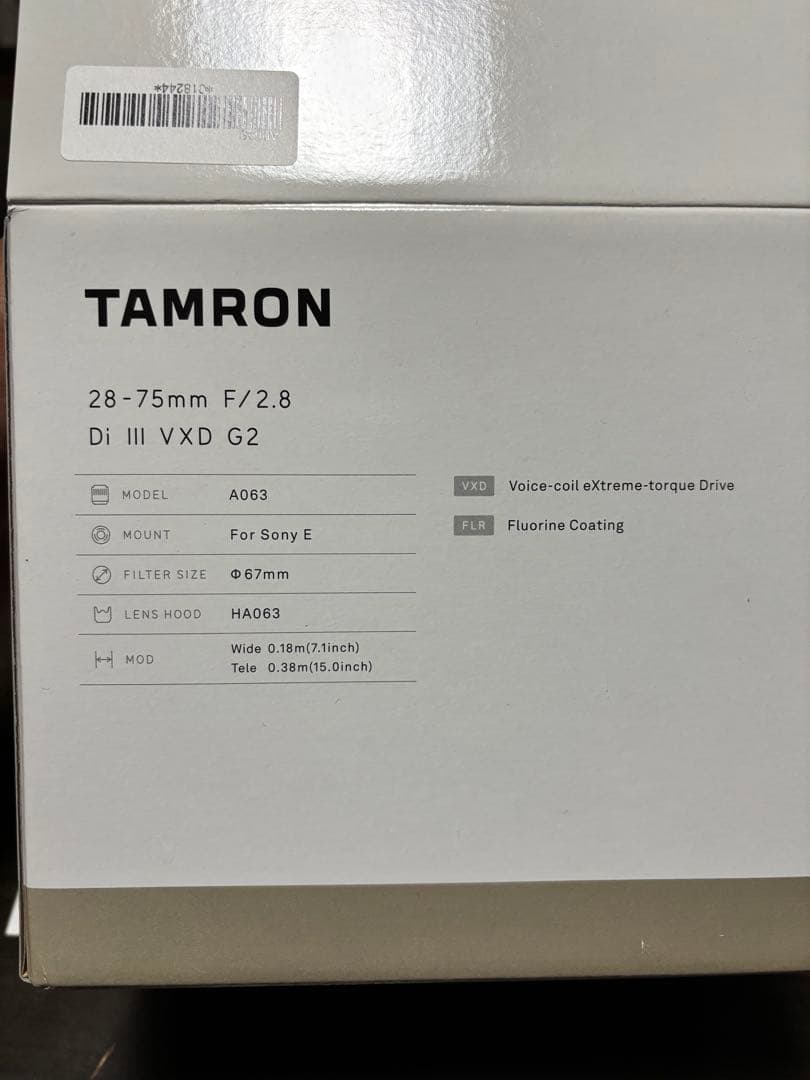 *J18244*
TAMRON
28-75mm F/2.8
Di III VXD G2
MODEL A063
MOUNT For Sony E
FILTER SIZE Φ67mm
LENS HOOD HA063
MOD Wide 0.18m(7.1inch)
Tele 0.38m(15.0inch)
VXD Voice-coil eXtreme-torque Drive
FLR Fluorine Coating